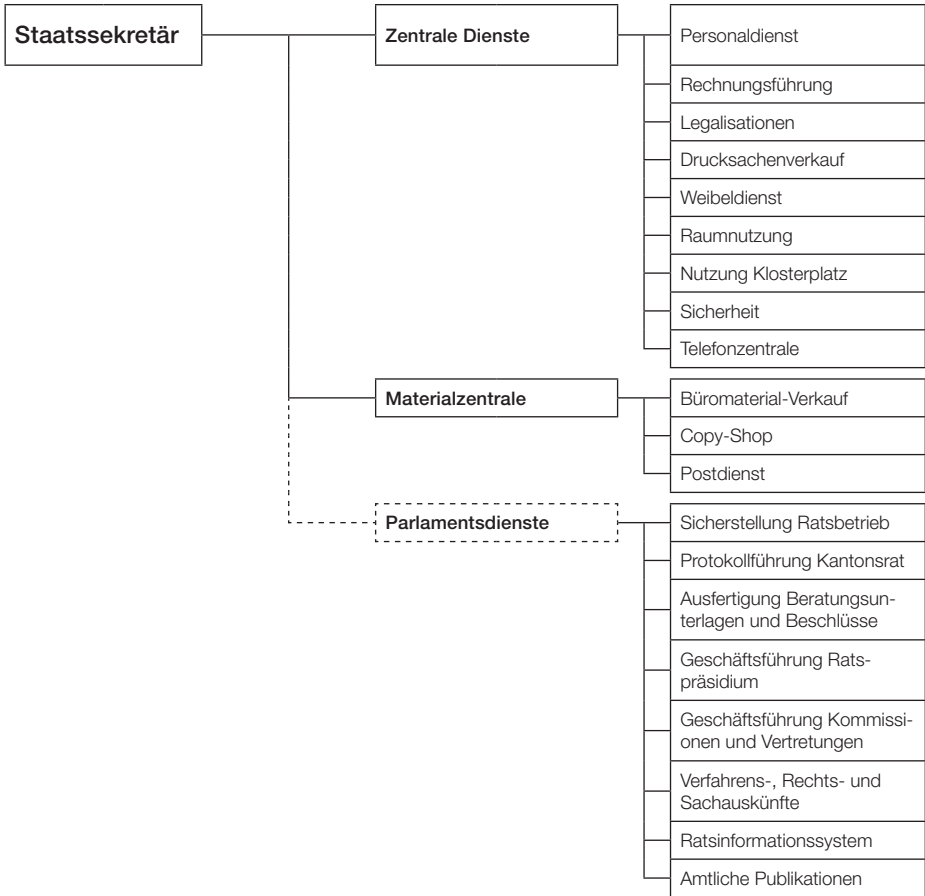 Staatssekretär
Zentrale Dienste
Personaldienst
Rechnungsführung
Legalisationen
Drucksachenverkauf
Weibeldienst
Raumnutzung
Nutzung Klosterplatz
Sicherheit
Telefonzentrale
Materialzentrale
Büromaterial-Verkauf
Copy-Shop
Postdienst
Parlamentsdienste
Sicherstellung Ratsbetrieb
Protokollführung Kantonsrat
Ausfertigung Beratungsun-
terlagen und Beschlüsse
Geschäftsführung Rats-
präsidium
Geschäftsführung Kommissi-
onen und Vertretungen
Verfahrens-, Rechts- und
Sachauskünfte
Ratsinformationssystem
Amtliche Publikationen